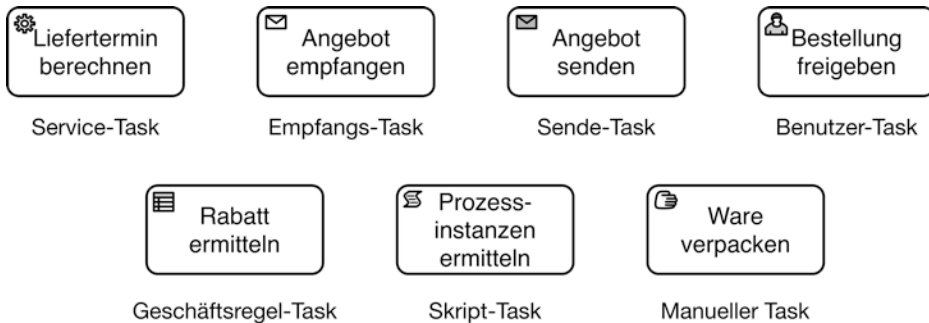 Liefertermin
berechnen
Angebot
empfangen
Angebot
senden
Bestellung
freigeben
Service-Task
Empfangs-Task
Sende-Task
Benutzer-Task
Rabatt
ermitteln
Prozess-
instanzen
ermitteln
Ware
verpacken
Geschäftsregel-Task
Skript-Task
Manueller Task